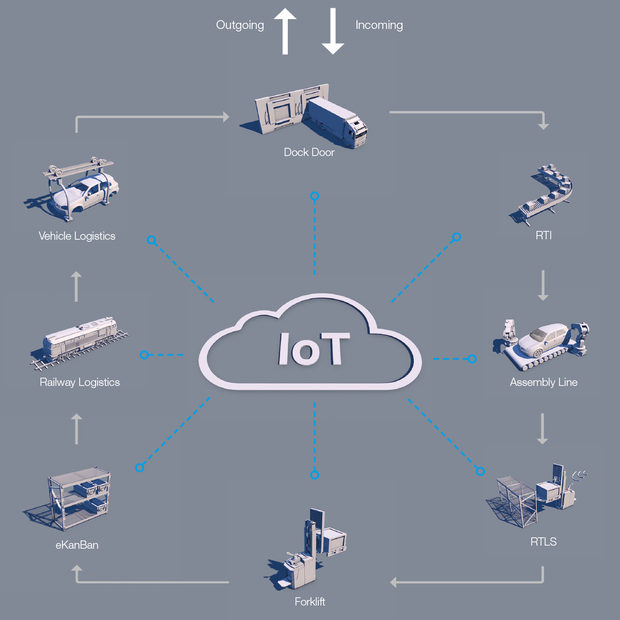 Outgoing
Incoming
Dock Door
Vehicle Logistics
RTI
IoT
Railway Logistics
Assembly Line
eKanBan
RTLS
Forklift